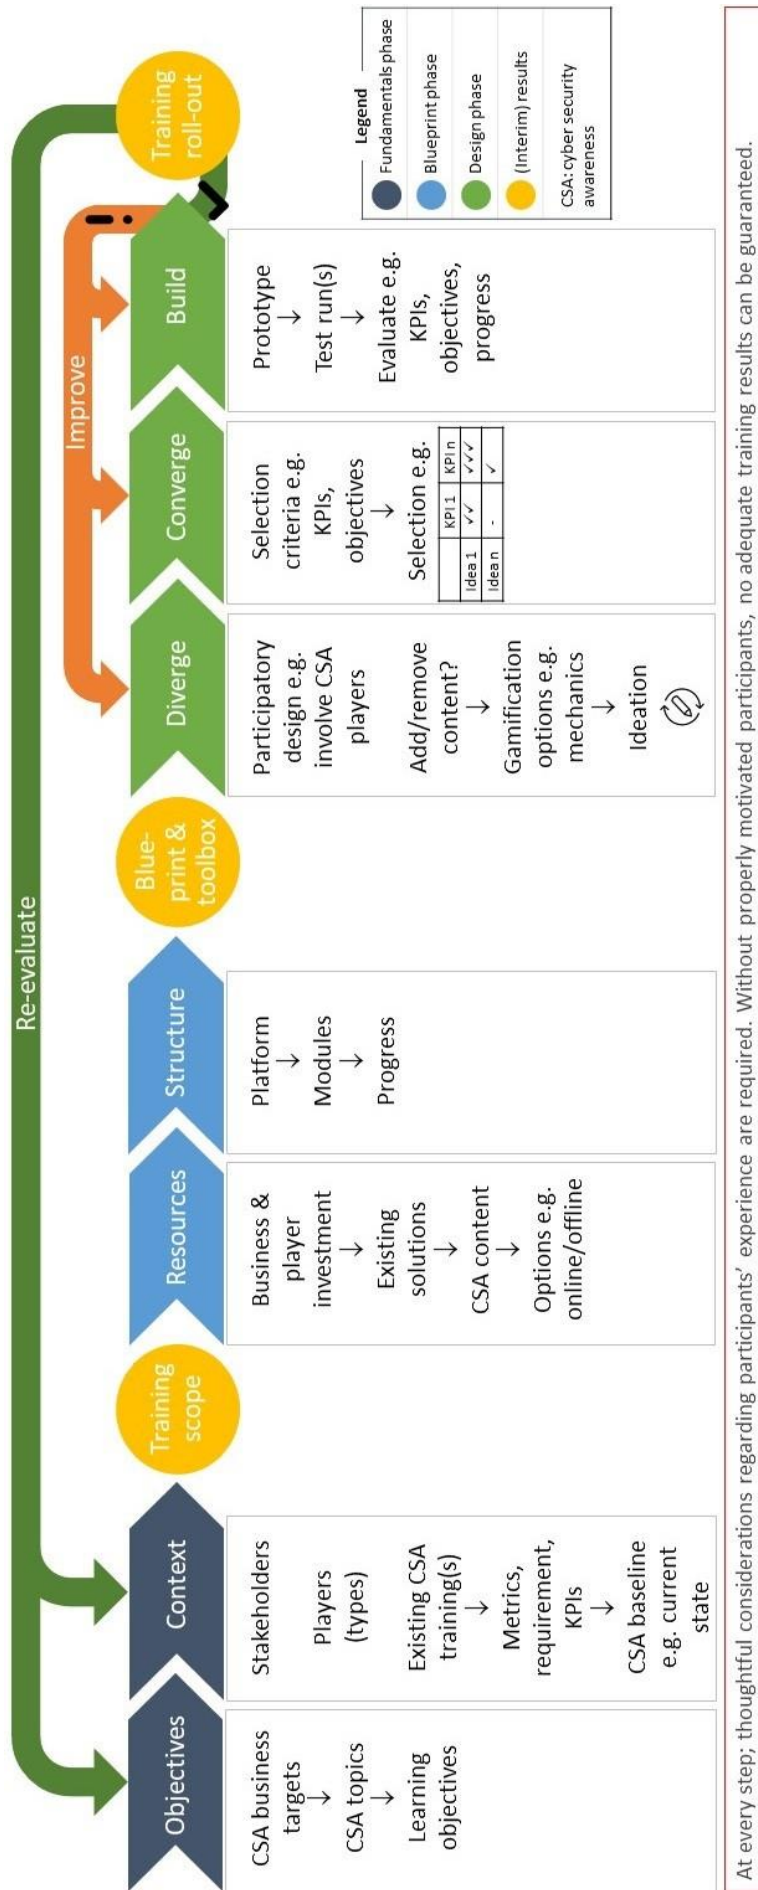 Re-evaluate
Improve
Objectives
CSA business
targets
→
CSA topics
→
Learning
objectives
Context
Stakeholders
Players
(types)
Existing CSA
training(s)
→
Metrics,
requirement,
KPIs
→
CSA baseline
e.g. current
state
Training
scope
Resources
Business &
player
investment
→
Existing
solutions
→
CSA content
→
Options e.g.
online/offline
Structure
Platform
→
Modules
→
Progress
Blue-
print &
toolbox
Diverge
Participatory
design e.g.
involve CSA
players
Add/remove
content?
→
Gamification
options e.g.
mechanics
→
Ideation
Converge
Selection
criteria e.g.
KPIs,
objectives
→
Selection e.g.
KPI 1 KPI n
Idea 1 ✓✓ ✓✓✓
Idea n - ✓
Build
Prototype
→
Test run(s)
→
Evaluate e.g.
KPIs,
objectives,
progress
Training
roll-out
Legend
Fundamentals phase
Blueprint phase
Design phase
(Interim) results
CSA: cyber security
awareness
At every step; thoughtful considerations regarding participants’ experience are required. Without properly motivated participants, no adequate training results can be guaranteed.